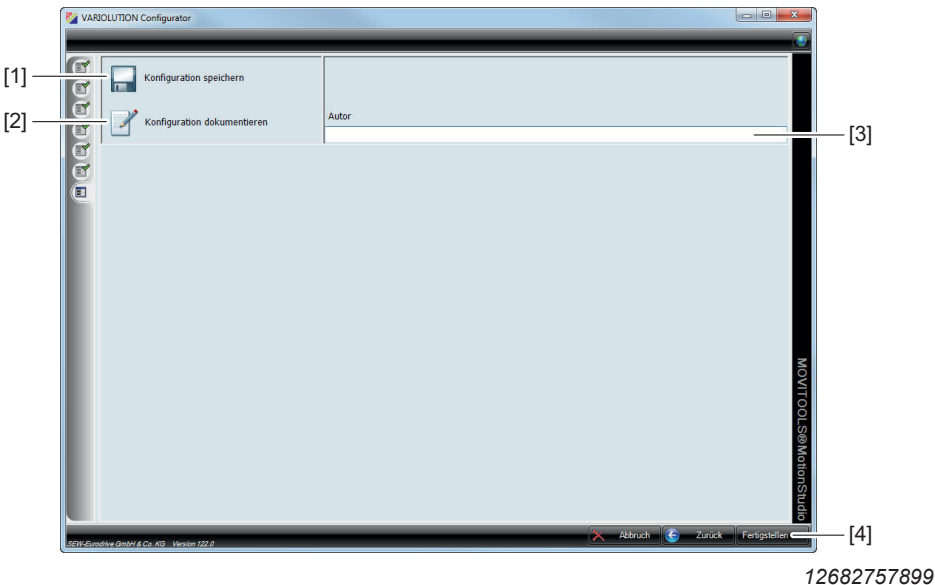 VARIOLUTION Configurator
[1]
Konfiguration speichern
[2]
Konfiguration dokumentieren
Autor
[3]
MOVITOOLS®MotionStudio
Abbruch
Zurück
Fertigstellen
[4]
SEW-Eurodrive GmbH & Co. KG Version 122.0
12682757899